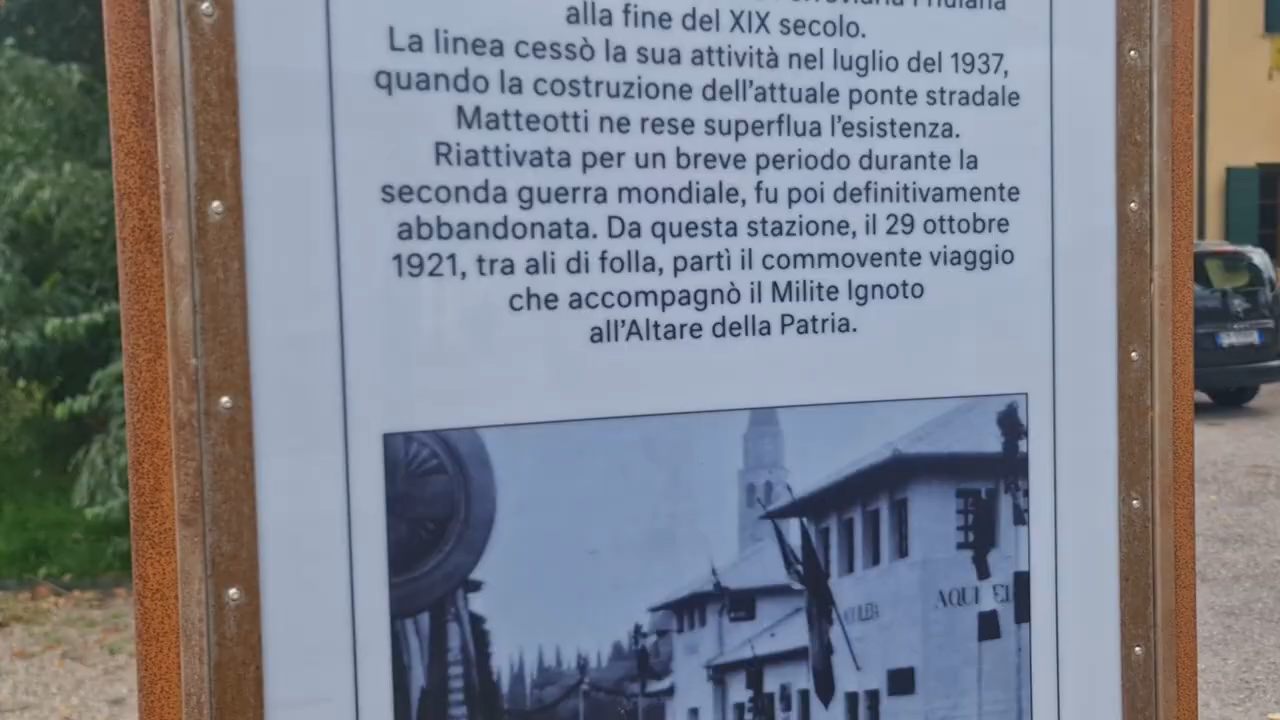 Friulana
alla fine del XIX secolo.
La linea cessò la sua attività nel luglio del 1937,
quando la costruzione dell'attuale ponte stradale
Matteotti ne rese superflua l'esistenza.
Riattivata per un breve periodo durante la
seconda guerra mondiale, fu poi definitivamente
abbandonata. Da questa stazione, il 29 ottobre
1921, tra ali di folla, partì il commovente viaggio
che accompagnò il Milite Ignoto
all'Altare della Patria.
AQUI